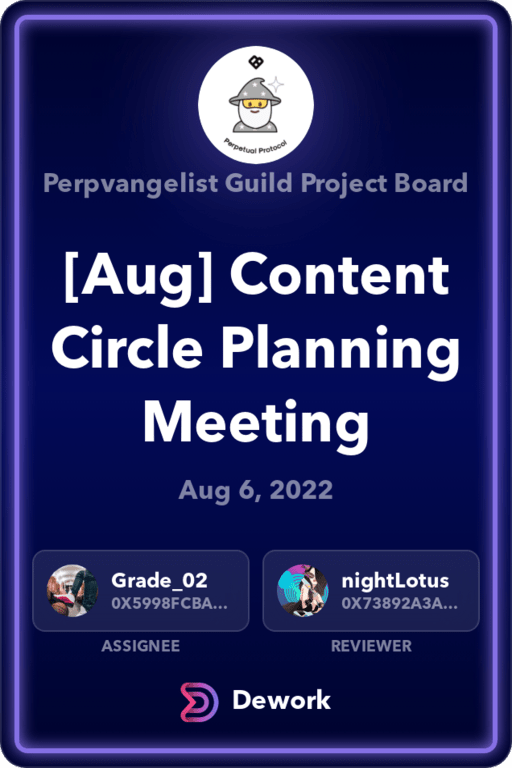 Perpetual Protocol
Perpvangelist Guild Project Board
[Aug] Content
Circle Planning
Meeting
Aug 6, 2022
Grade_02
0X5998FCBA...
ASSIGNEE
nightLotus
0X73892A3A...
REVIEWER
Dework